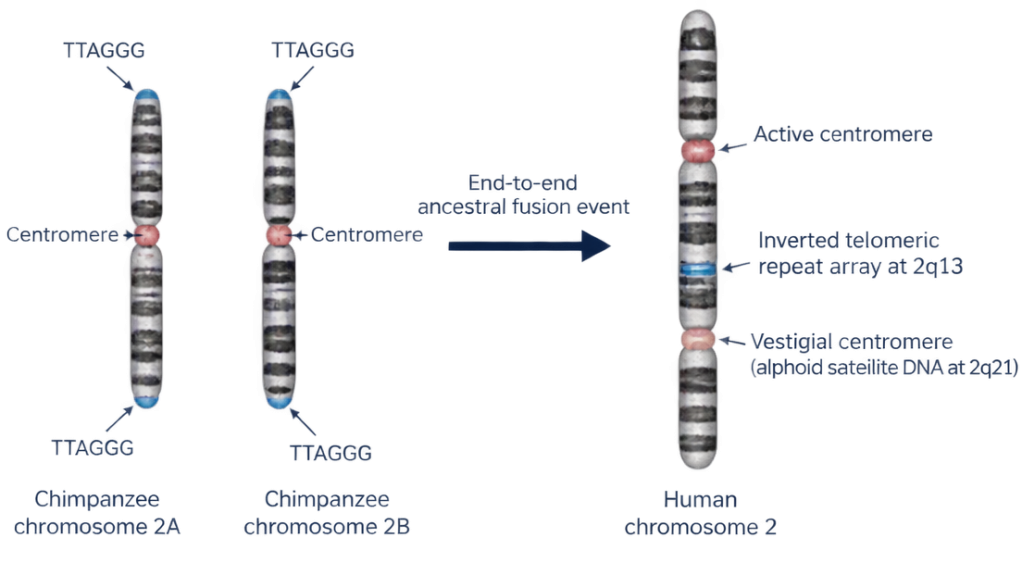 TTAGGG
TTAGGG
Centromere
Centromere
TTAGGG
TTAGGG
Chimpanzee
chromosome 2A
Chimpanzee
chromosome 2B
End-to-end
ancestral fusion event
Active centromere
Inverted telomeric
repeat array at 2q13
Vestigial centromere
(alphoid sateilite DNA at 2q21)
Human
chromosome 2